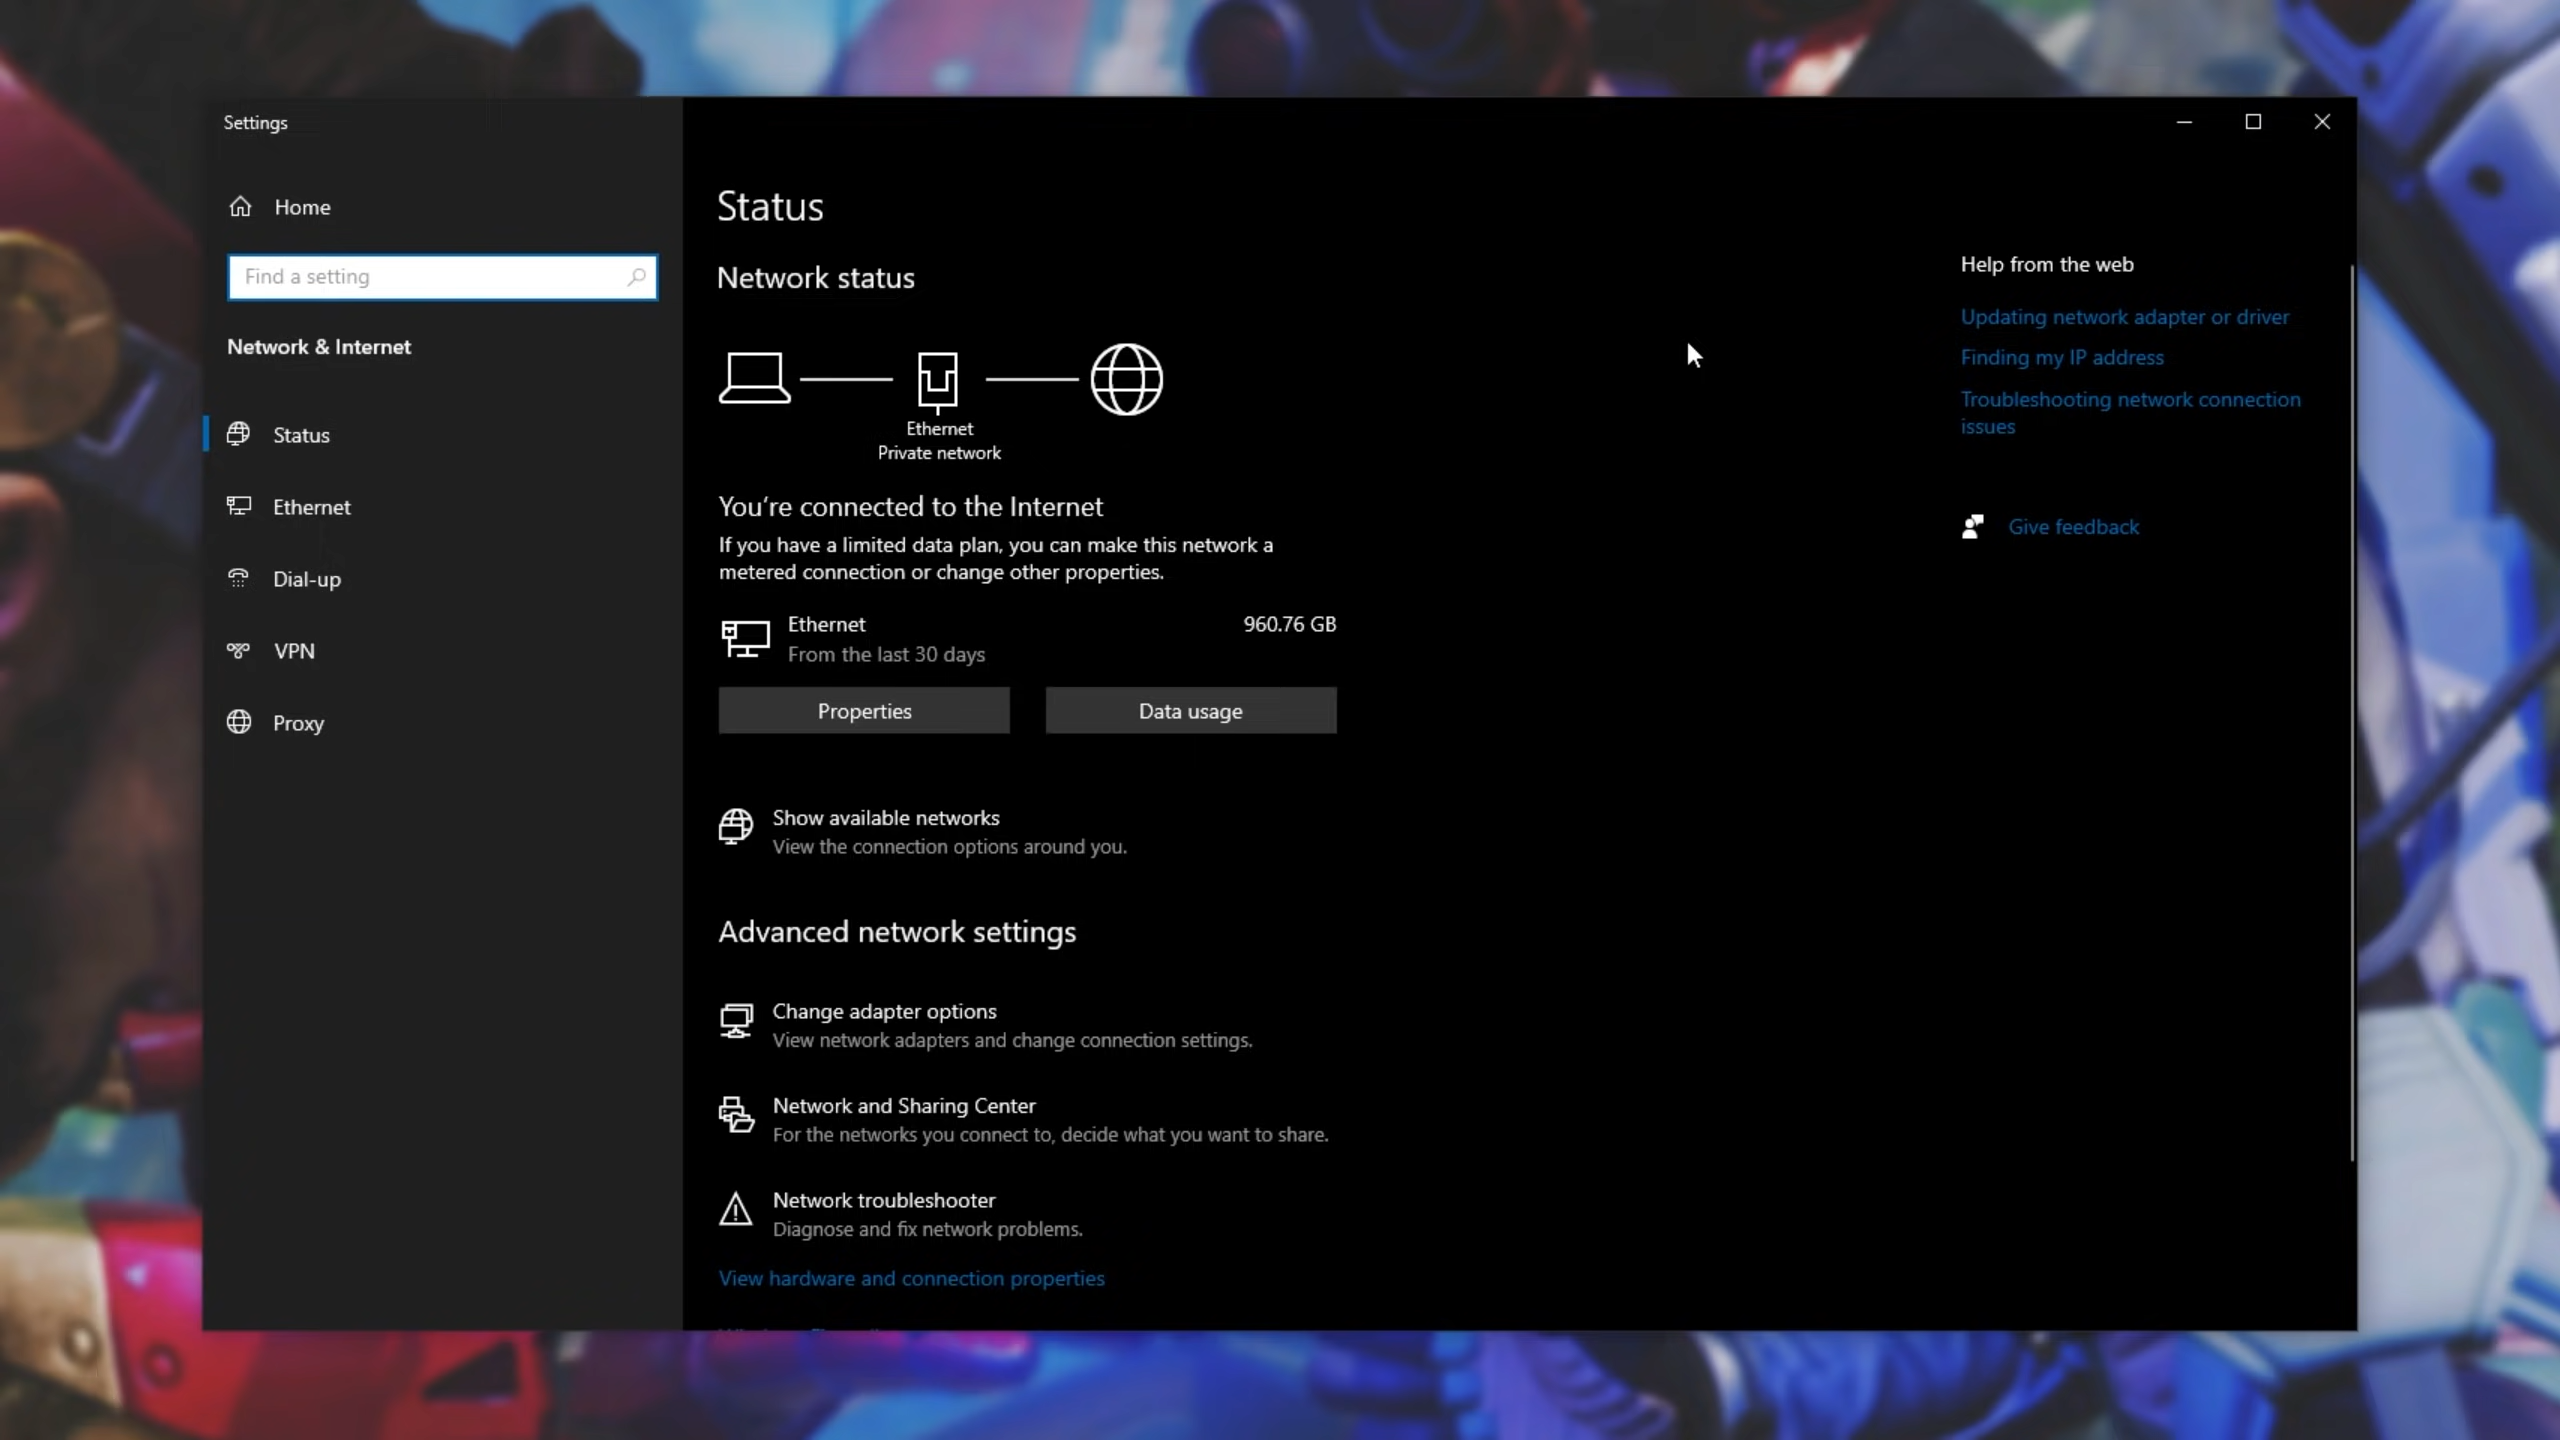 Settings
Home
Find a setting
Network & Internet
Status
Ethernet
Dial-up
VPN
Proxy
Status
Network status
Ethernet
Private network
You're connected to the Internet
If you have a limited data plan, you can make this network a
metered connection or change other properties.
Ethernet 960.76 GB
From the last 30 days
Properties Data usage
Show available networks
View the connection options around you.
Advanced network settings
Change adapter options
View network adapters and change connection settings.
Network and Sharing Center
For the networks you connect to, decide what you want to share.
Network troubleshooter
Diagnose and fix network problems.
View hardware and connection properties
Help from the web
Updating network adapter or driver
Finding my IP address
Troubleshooting network connection
issues
Give feedback